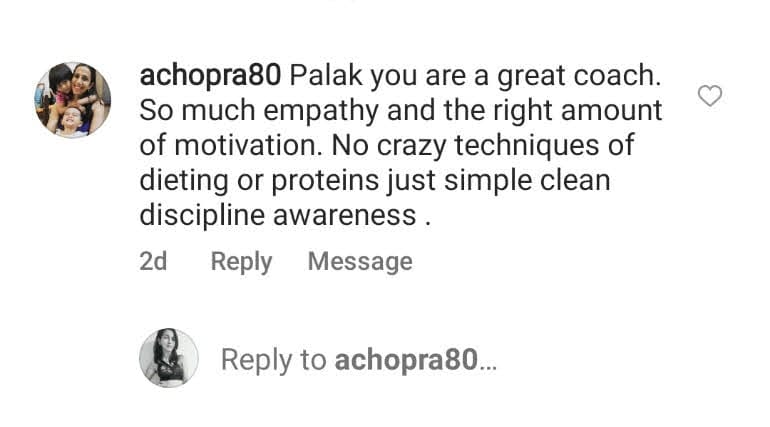 achopra80 Palak you are a great coach.
So much empathy and the right amount
of motivation. No crazy techniques of
dieting or proteins just simple clean
discipline awareness .
2d Reply Message
Reply to achopra80...